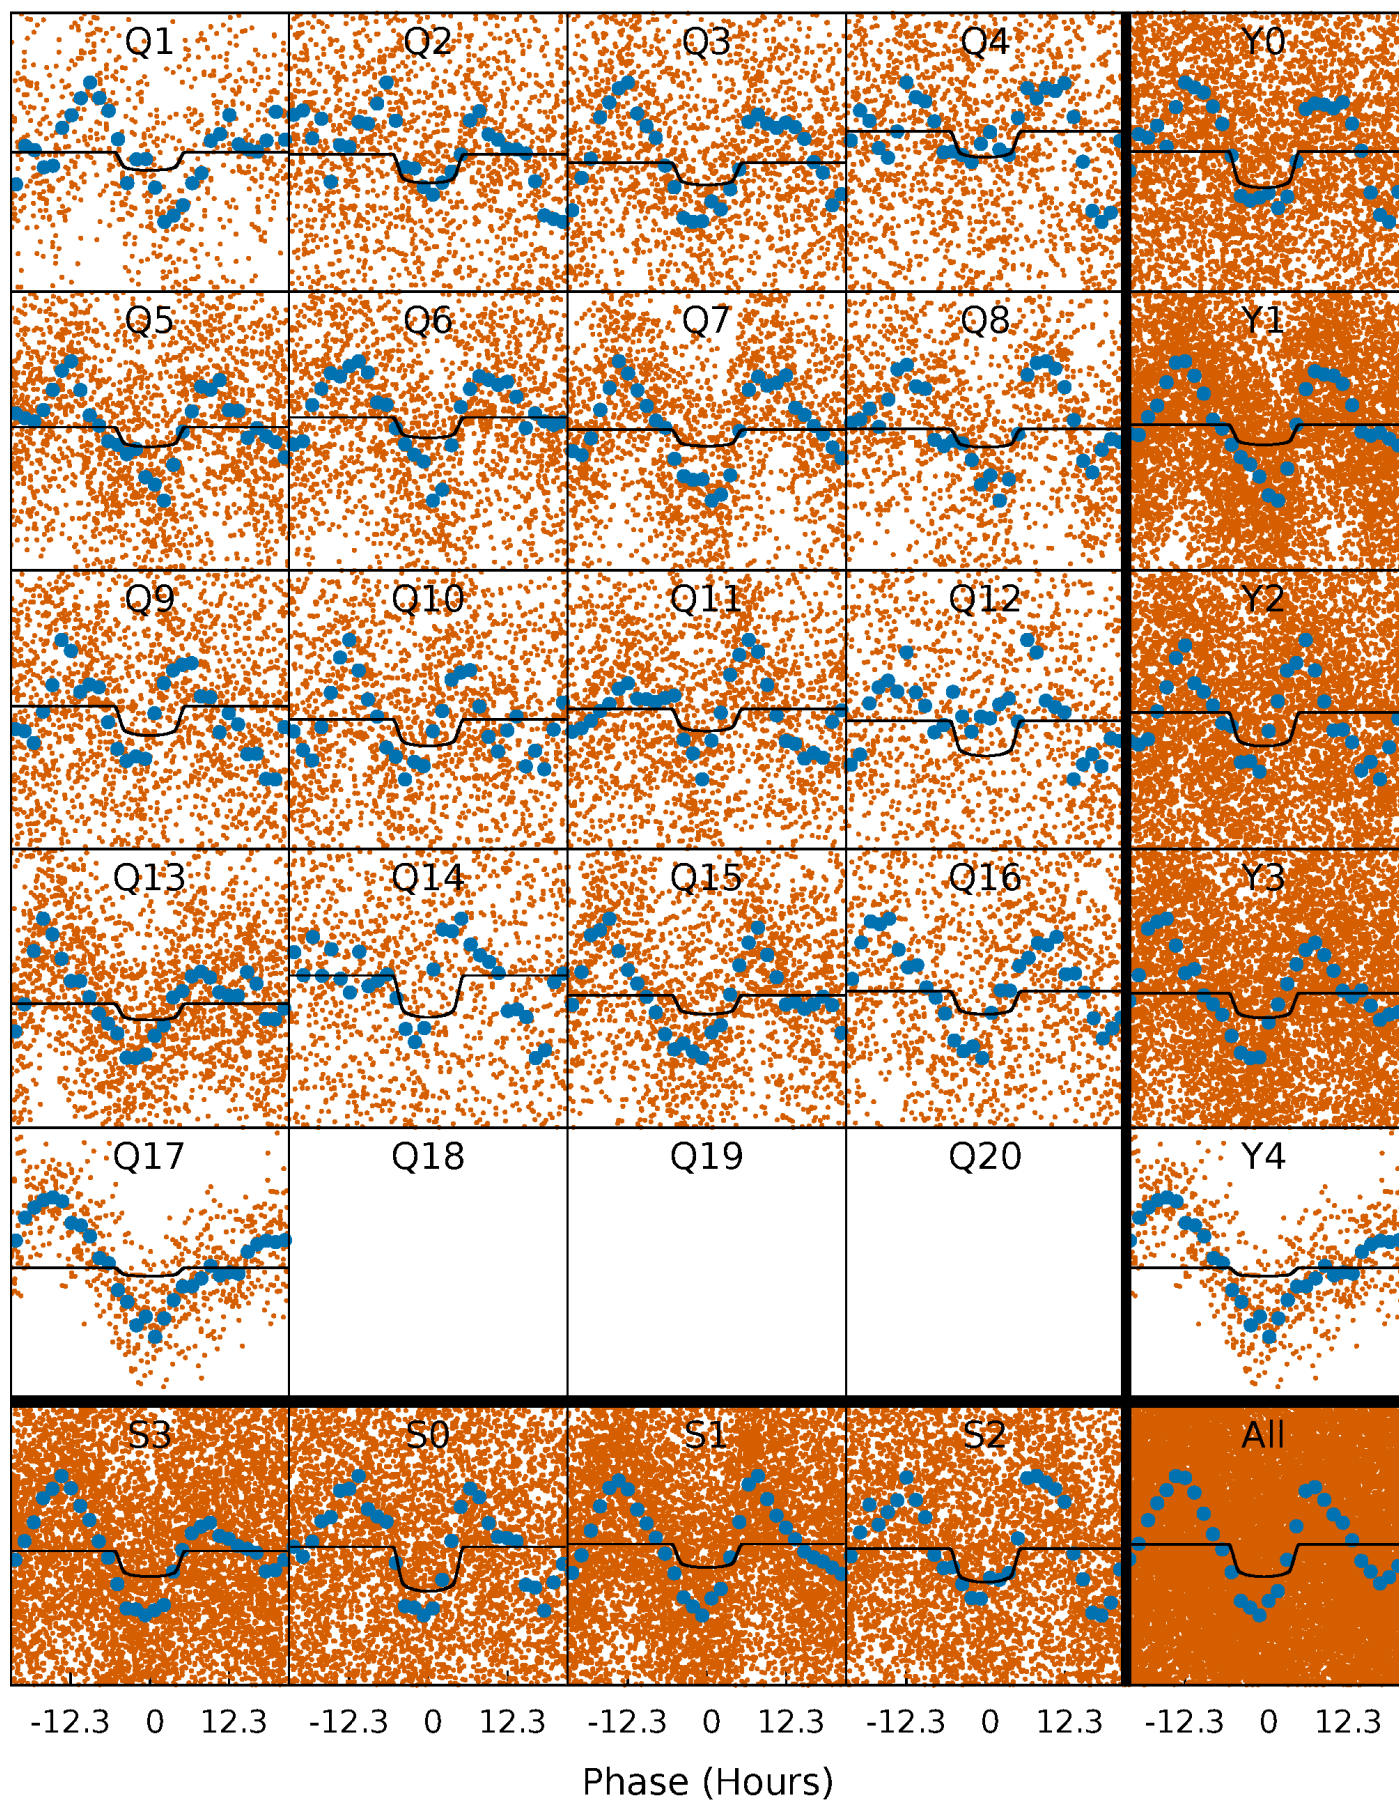 Q1 Q2 Q3 Q4 Y0
Q5 Q6 Q7 Q8 Y1
Q9 Q10 Q11 Q12 Y2
Q13 Q14 Q15 Q16 Y3
Q17 Q18 Q19 Q20 Y4
S3 S0 S1 S2 All
-12.3 0 12.3 -12.3 0 12.3 -12.3 0 12.3 -12.3 0 12.3 -12.3 0 12.3
Phase (Hours)